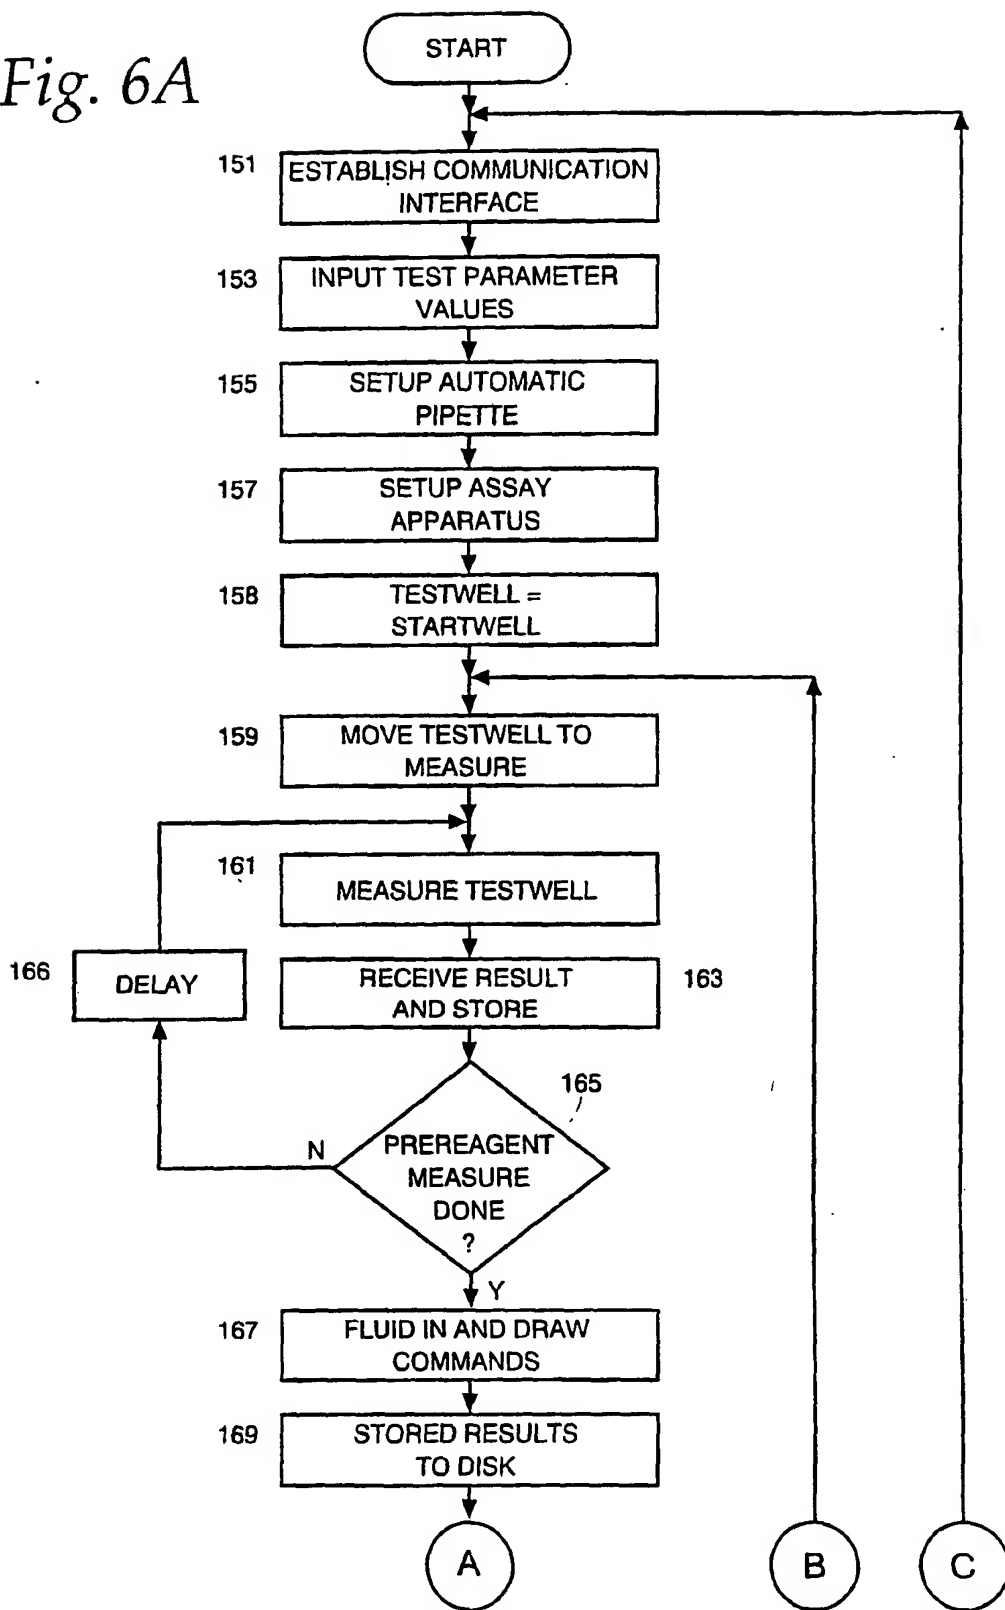 Fig. 6A
START
151
ESTABLISH COMMUNICATION
INTERFACE
153
INPUT TEST PARAMETER
VALUES
155
SETUP AUTOMATIC
PIPETTE
157
SETUP ASSAY
APPARATUS
158
TESTWELL =
STARTWELL
159
MOVE TESTWELL TO
MEASURE
161
MEASURE TESTWELL
166
DELAY
RECEIVE RESULT
AND STORE
163
165
N
PREREAGENT
MEASURE
DONE
?
Y
167
FLUID IN AND DRAW
COMMANDS
169
STORED RESULTS
TO DISK
A
B
C